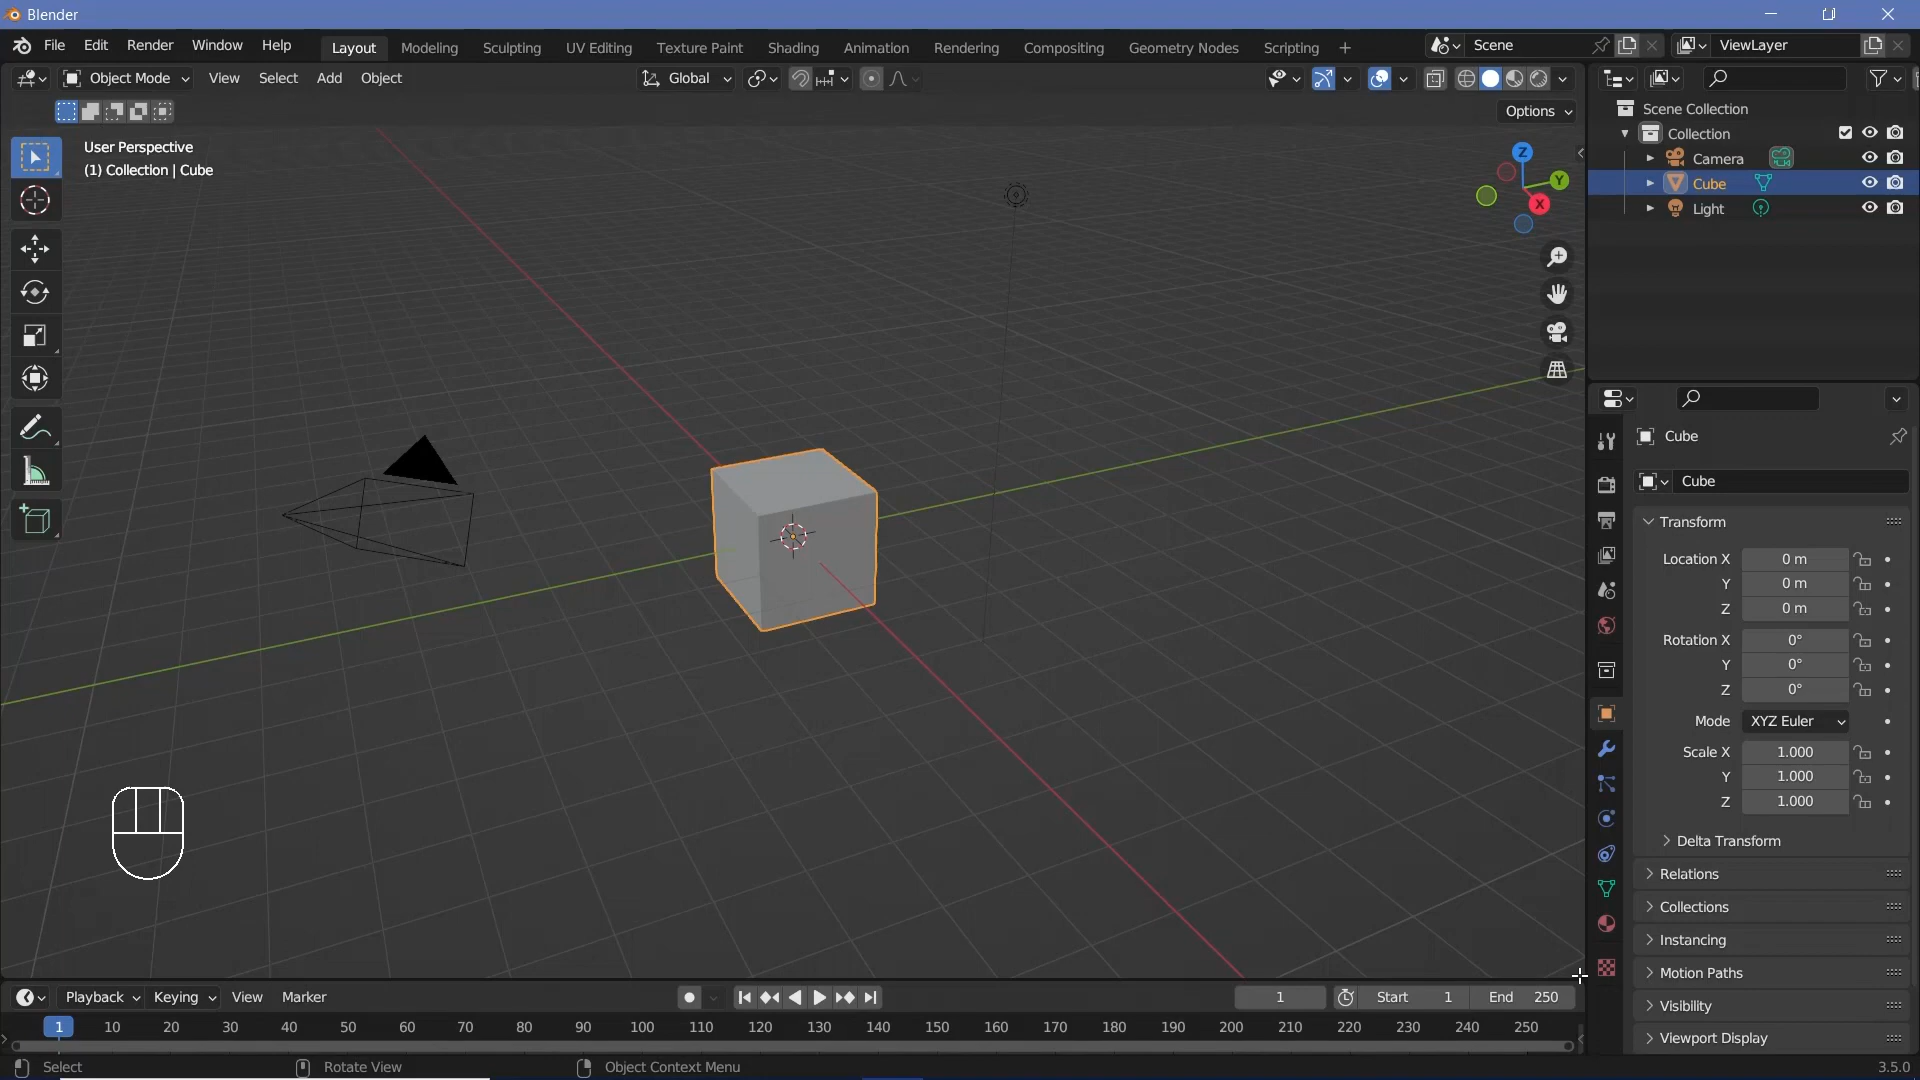 Blender
File Edit Render Window Help
Layout Modeling Sculpting UV Editing Texture Paint Shading Animation Rendering Compositing Geometry Nodes Scripting +
Scene
ViewLayer
Object Mode View Select Add Object
Global
Options
User Perspective
(1) Collection | Cube
Z
Y
X
Scene Collection
Collection
Camera
Cube
Light
Cube
Cube
Transform
Location X 0 m
Y 0 m
Z 0 m
Rotation X 0°
Y 0°
Z 0°
Mode XYZ Euler
Scale X 1.000
Y 1.000
Z 1.000
Delta Transform
Relations
Collections
Instancing
Motion Paths
Visibility
Viewport Display
Playback Keying View Marker
1 Start 1 End 250
1 10 20 30 40 50 60 70 80 90 100 110 120 130 140 150 160 170 180 190 200 210 220 230 240 250
Select Rotate View Object Context Menu 3.5.0